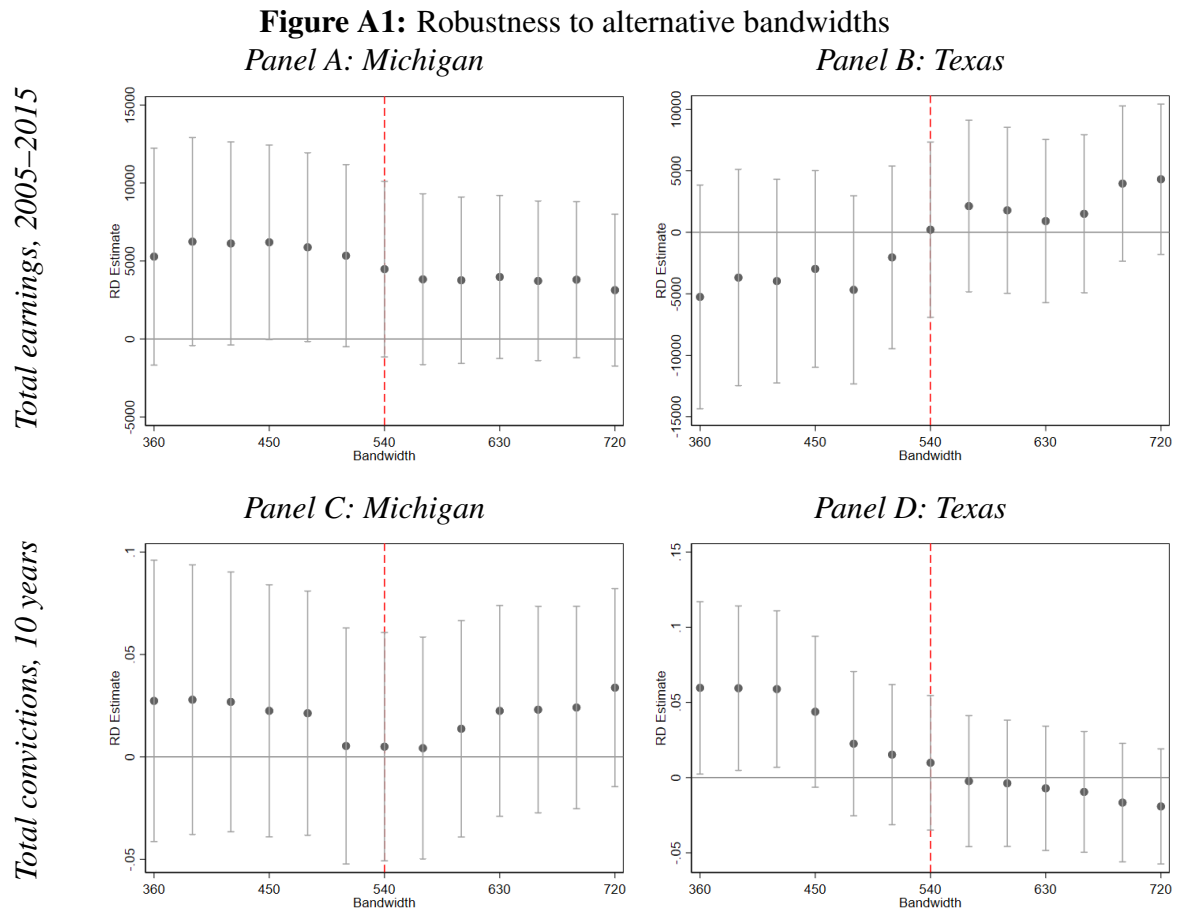 Figure A1: Robustness to alternative bandwidths
Panel A: Michigan
Panel B: Texas
Total earnings, 2005–2015
RD Estimate
15000
10000
5000
0
-5000
360 450 540 630 720
Bandwidth
RD Estimate
10000
5000
0
-5000
-10000
-15000
360 450 540 630 720
Bandwidth
Panel C: Michigan
Panel D: Texas
Total convictions, 10 years
RD Estimate
.1
.05
0
-.05
360 450 540 630 720
Bandwidth
RD Estimate
.15
.1
.05
0
-.05
360 450 540 630 720
Bandwidth